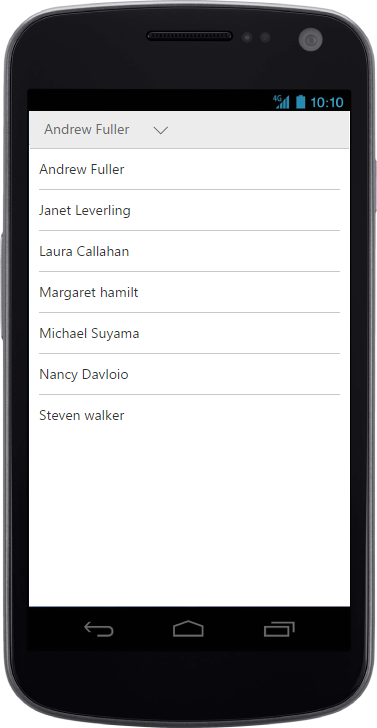 4G 10:10
Andrew Fuller
Andrew Fuller
Janet Leverling
Laura Callahan
Margaret hamilt
Michael Suyama
Nancy Davloio
Steven walker